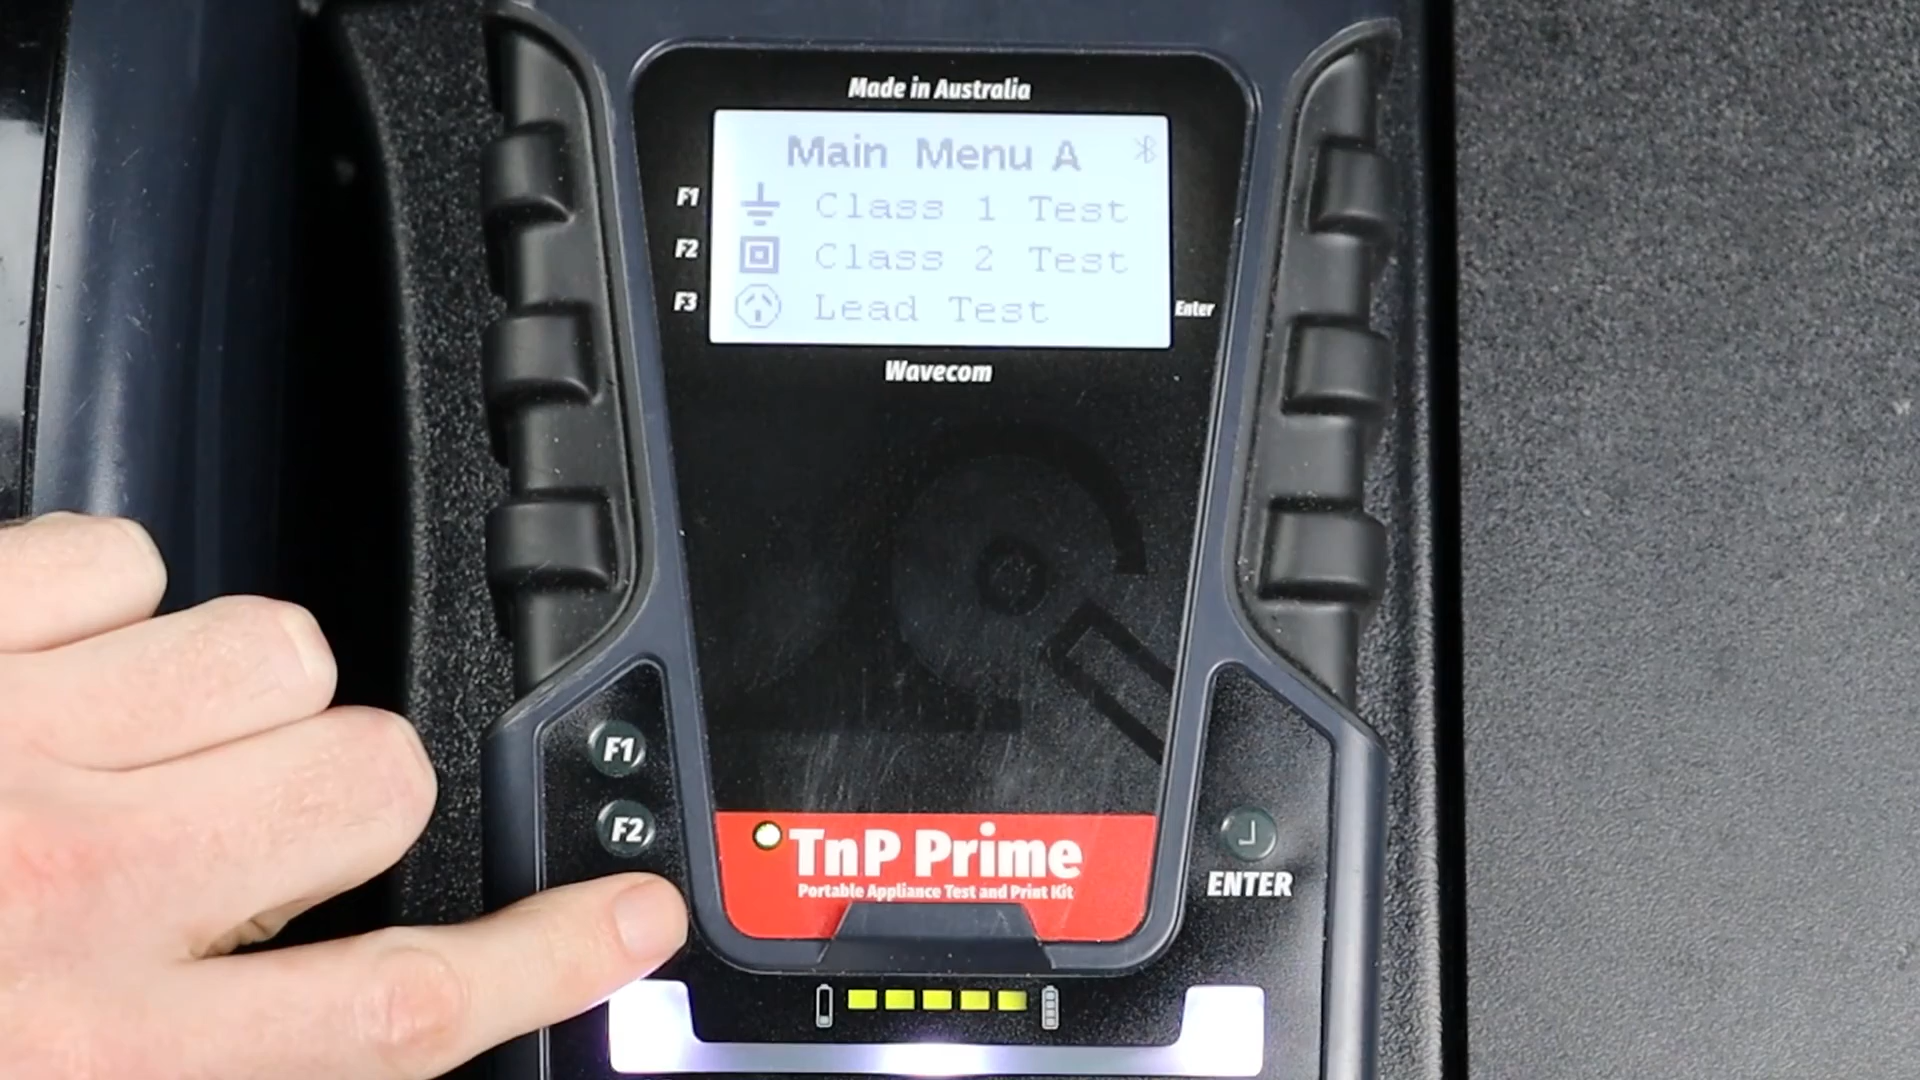 Made in Australia
Main Menu A
F1 Class 1 Test
F2 Class 2 Test
F3 Lead Test
Enter
Wavecom
F1
F2
TnP Prime
Portable Appliance Test and Print Kit
ENTER